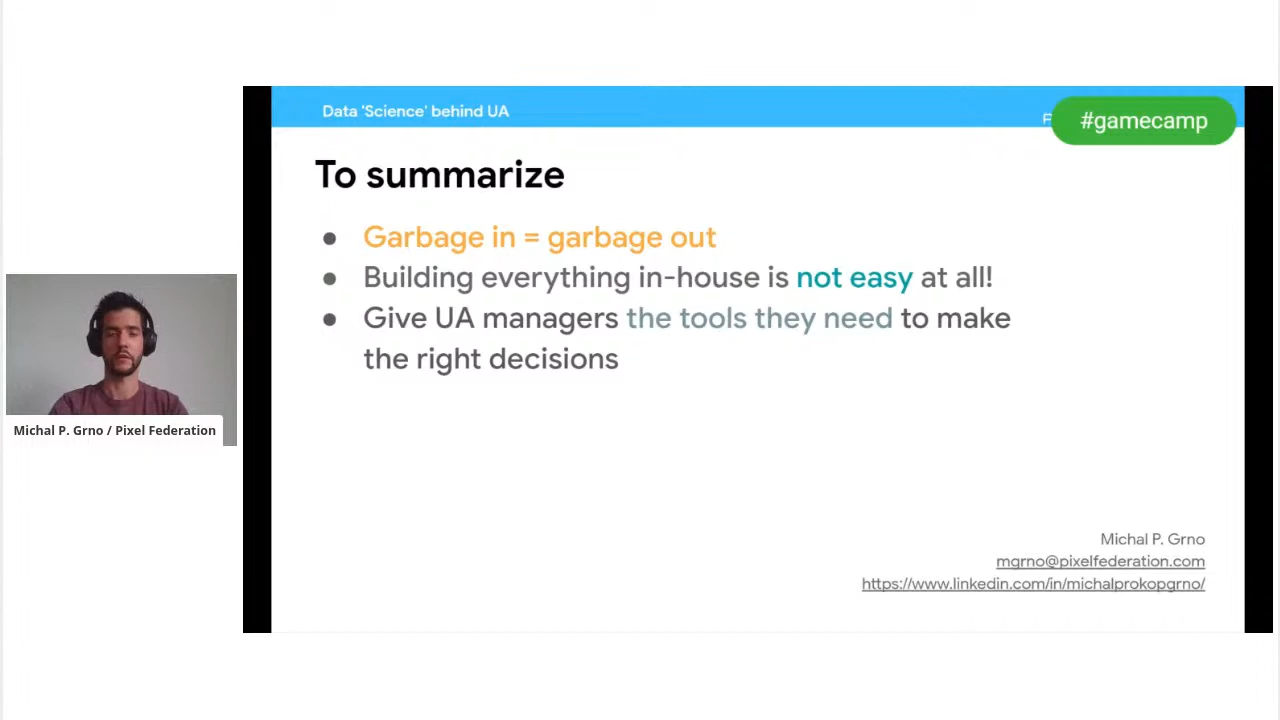 Data 'Science' behind UA
#gamecamp
To summarize
● Garbage in = garbage out
● Building everything in-house is not easy at all!
● Give UA managers the tools they need to make
the right decisions
Michal P. Grno / Pixel Federation
Michal P. Grno
mgrno@pixelfederation.com
https://www.linkedin.com/in/michalprokopgrno/